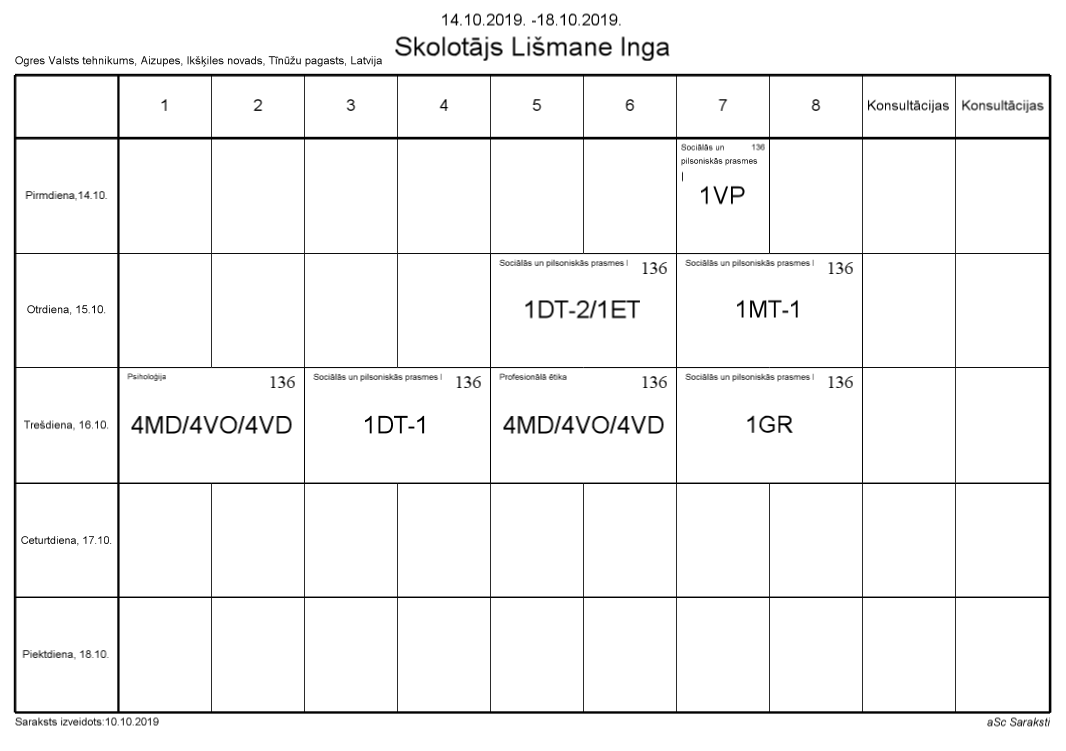 14.10.2019. -18.10.2019.
Skolotājs Lišmane Inga
Ogres Valsts tehnikums, Aizupes, Ikšķiles novads, Tīnūžu pagasts, Latvija
1 2 3 4 5 6 7 8 Konsultācijas Konsultācijas
Pirmdiena,14.10.
Sociālās un 136
pilsoniskās prasmes
I
1VP
Otrdiena, 15.10.
Sociālās un pilsoniskās prasmes I 136
1DT-2/1ET
Sociālās un pilsoniskās prasmes I 136
1MT-1
Trešdiena, 16.10.
Psiholoģija 136
4MD/4VO/4VD
Sociālās un pilsoniskās prasmes I 136
1DT-1
Profesionālā ētika 136
4MD/4VO/4VD
Sociālās un pilsoniskās prasmes I 136
1GR
Ceturtdiena, 17.10.
Piektdiena, 18.10.
Saraksts izveidots:10.10.2019
aSc Saraksti